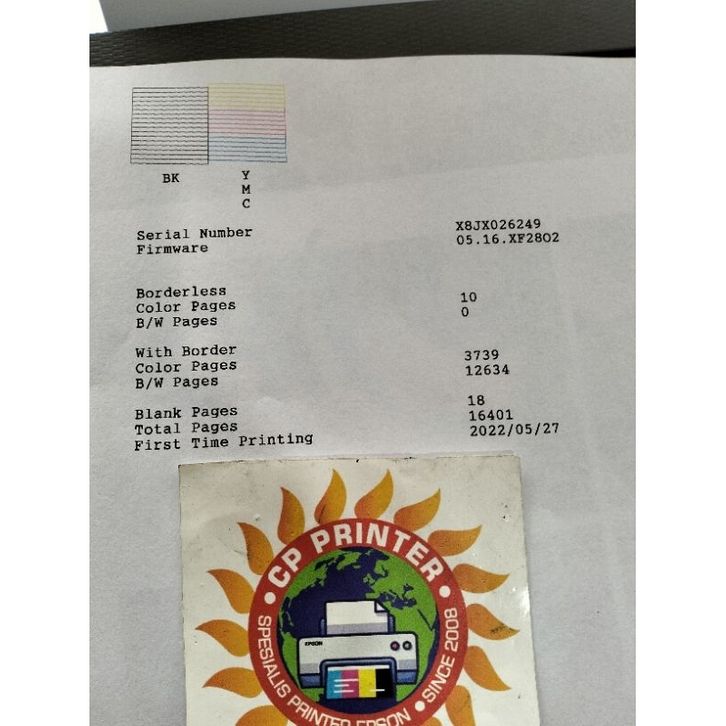 BK
Y
M
C
Serial Number X8JX026249
Firmware 05.16.XF28O2
Borderless
Color Pages 10
B/W Pages 0
With Border
Color Pages 3739
B/W Pages 12634
Blank Pages 18
Total Pages 16401
First Time Printing 2022/05/27
CP PRINTER
EPSON
SPESIALIS PRINTER EPSON
SINCE 2008